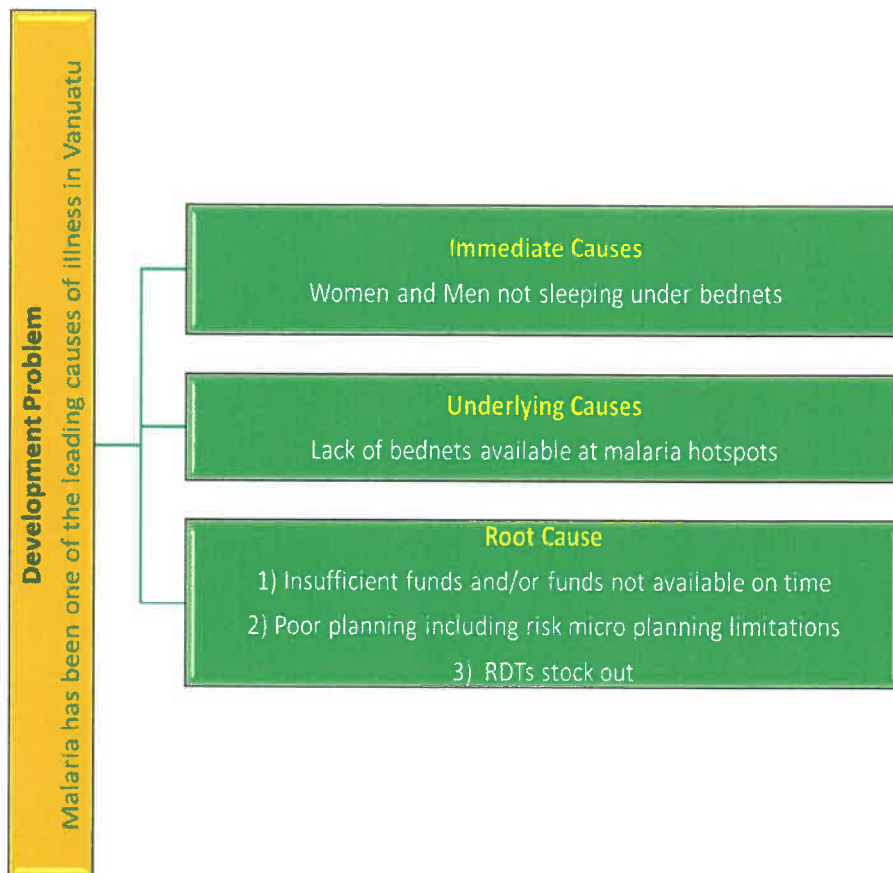 Development Problem
Malaria has been one of the leading causes of illness in Vanuatu
Immediate Causes
Women and Men not sleeping under bednets
Underlying Causes
Lack of bednets available at malaria hotspots
Root Cause
1) Insufficient funds and/or funds not available on time
2) Poor planning including risk micro planning limitations
3) RDTs stock out